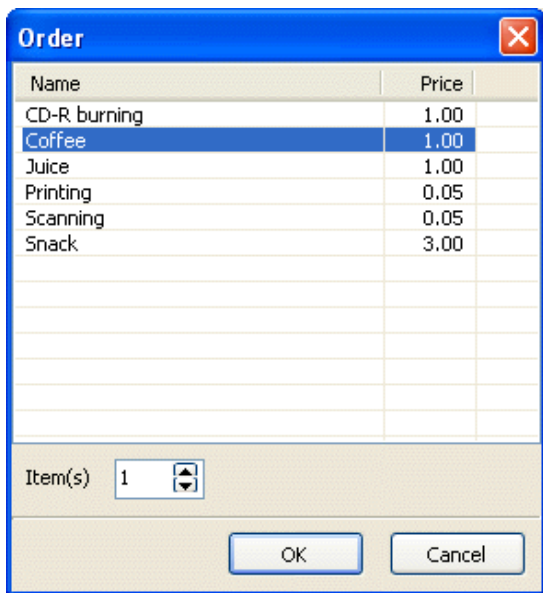 Order
Name Price
CD-R burning 1.00
Coffee 1.00
Juice 1.00
Printing 0.05
Scanning 0.05
Snack 3.00
Item(s) 1
OK Cancel